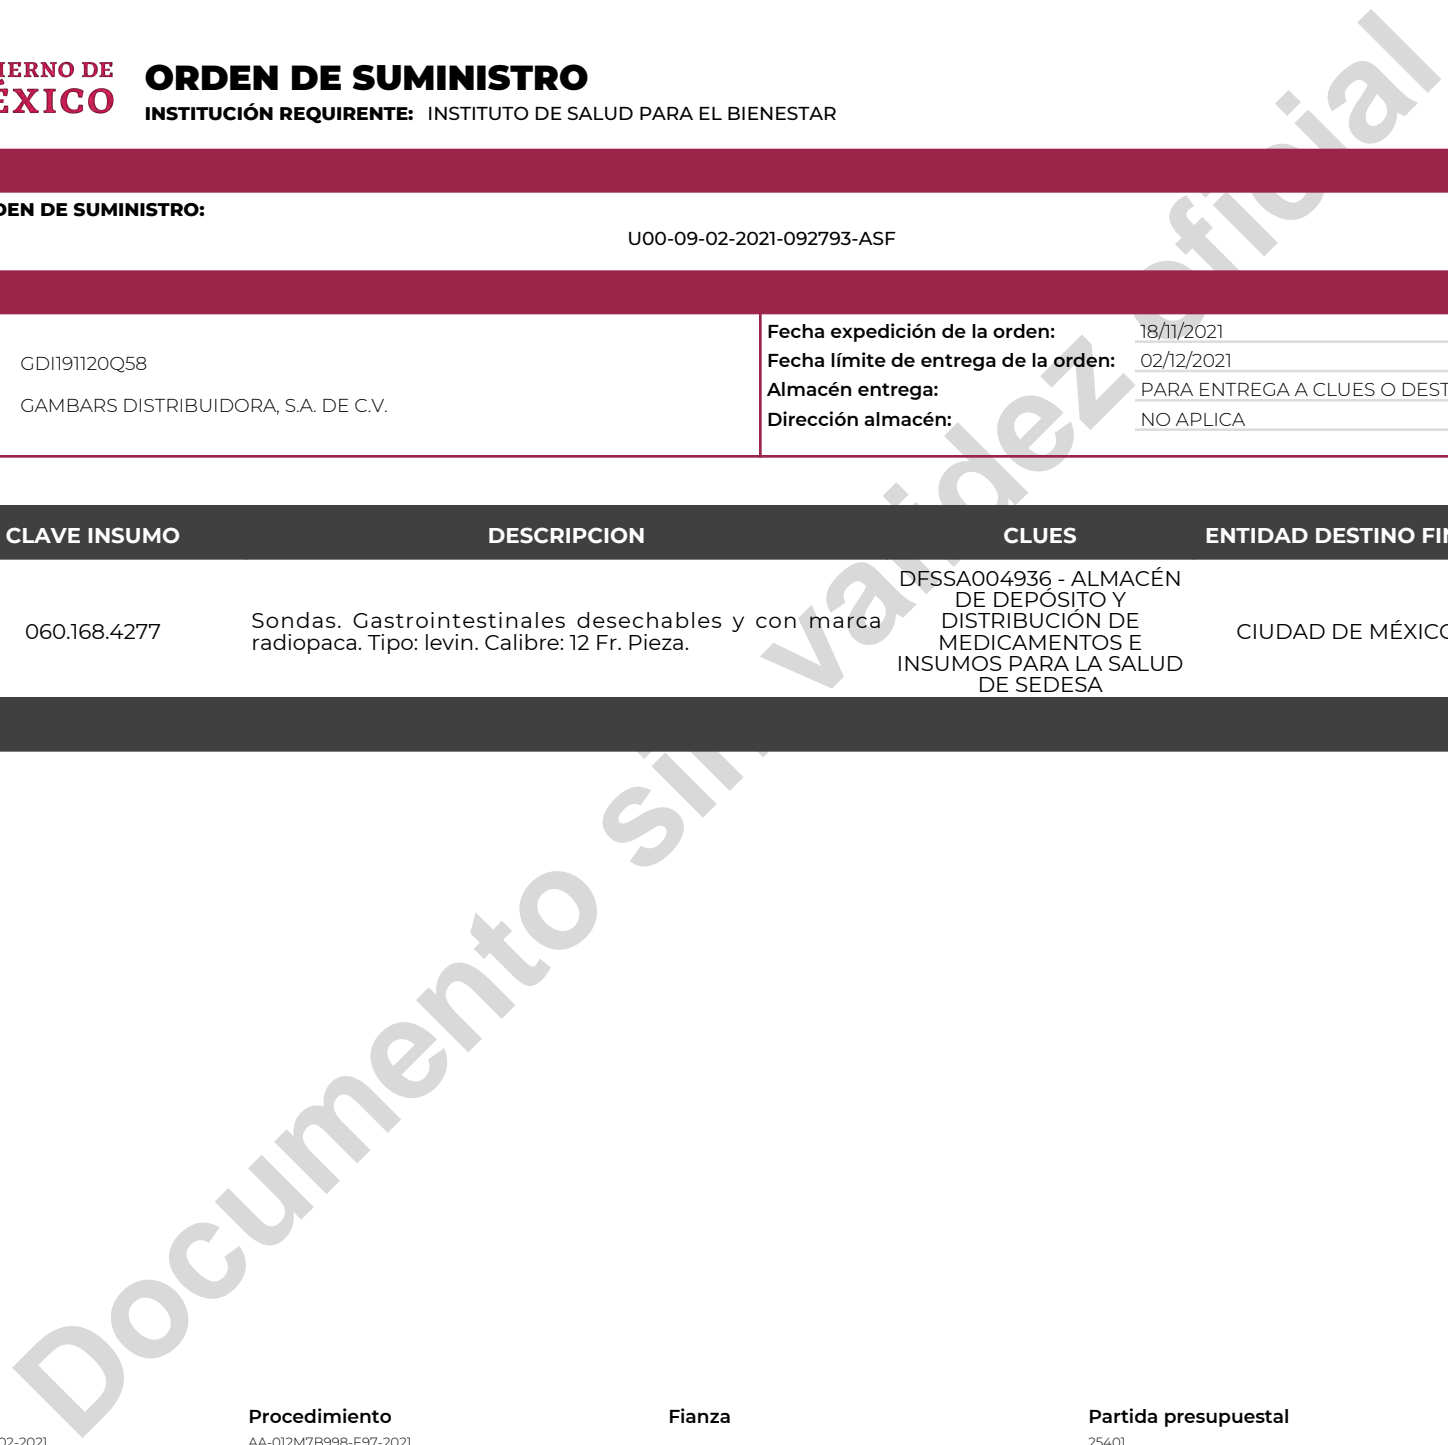 IERNO DE
ÉXICO
ORDEN DE SUMINISTRO
INSTITUCIÓN REQUIRENTE: INSTITUTO DE SALUD PARA EL BIENESTAR
DEN DE SUMINISTRO:
U00-09-02-2021-092793-ASF
GDI191120Q58
GAMBARS DISTRIBUIDORA, S.A. DE C.V.
Fecha expedición de la orden: 18/11/2021
Fecha límite de entrega de la orden: 02/12/2021
Almacén entrega: PARA ENTREGA A CLUES O DEST
Dirección almacén: NO APLICA
CLAVE INSUMO DESCRIPCION CLUES ENTIDAD DESTINO FIN
060.168.4277
Sondas. Gastrointestinales desechables y con marca
radiopaca. Tipo: levin. Calibre: 12 Fr. Pieza.
DFSSA004936 - ALMACÉN
DE DEPÓSITO Y
DISTRIBUCIÓN DE
MEDICAMENTOS E
INSUMOS PARA LA SALUD
DE SEDESA
CIUDAD DE MÉXICO
Documento sin validez oficial
Procedimiento Fianza Partida presupuestal
02-2021 AA-012M7B998-E97-2021 25401